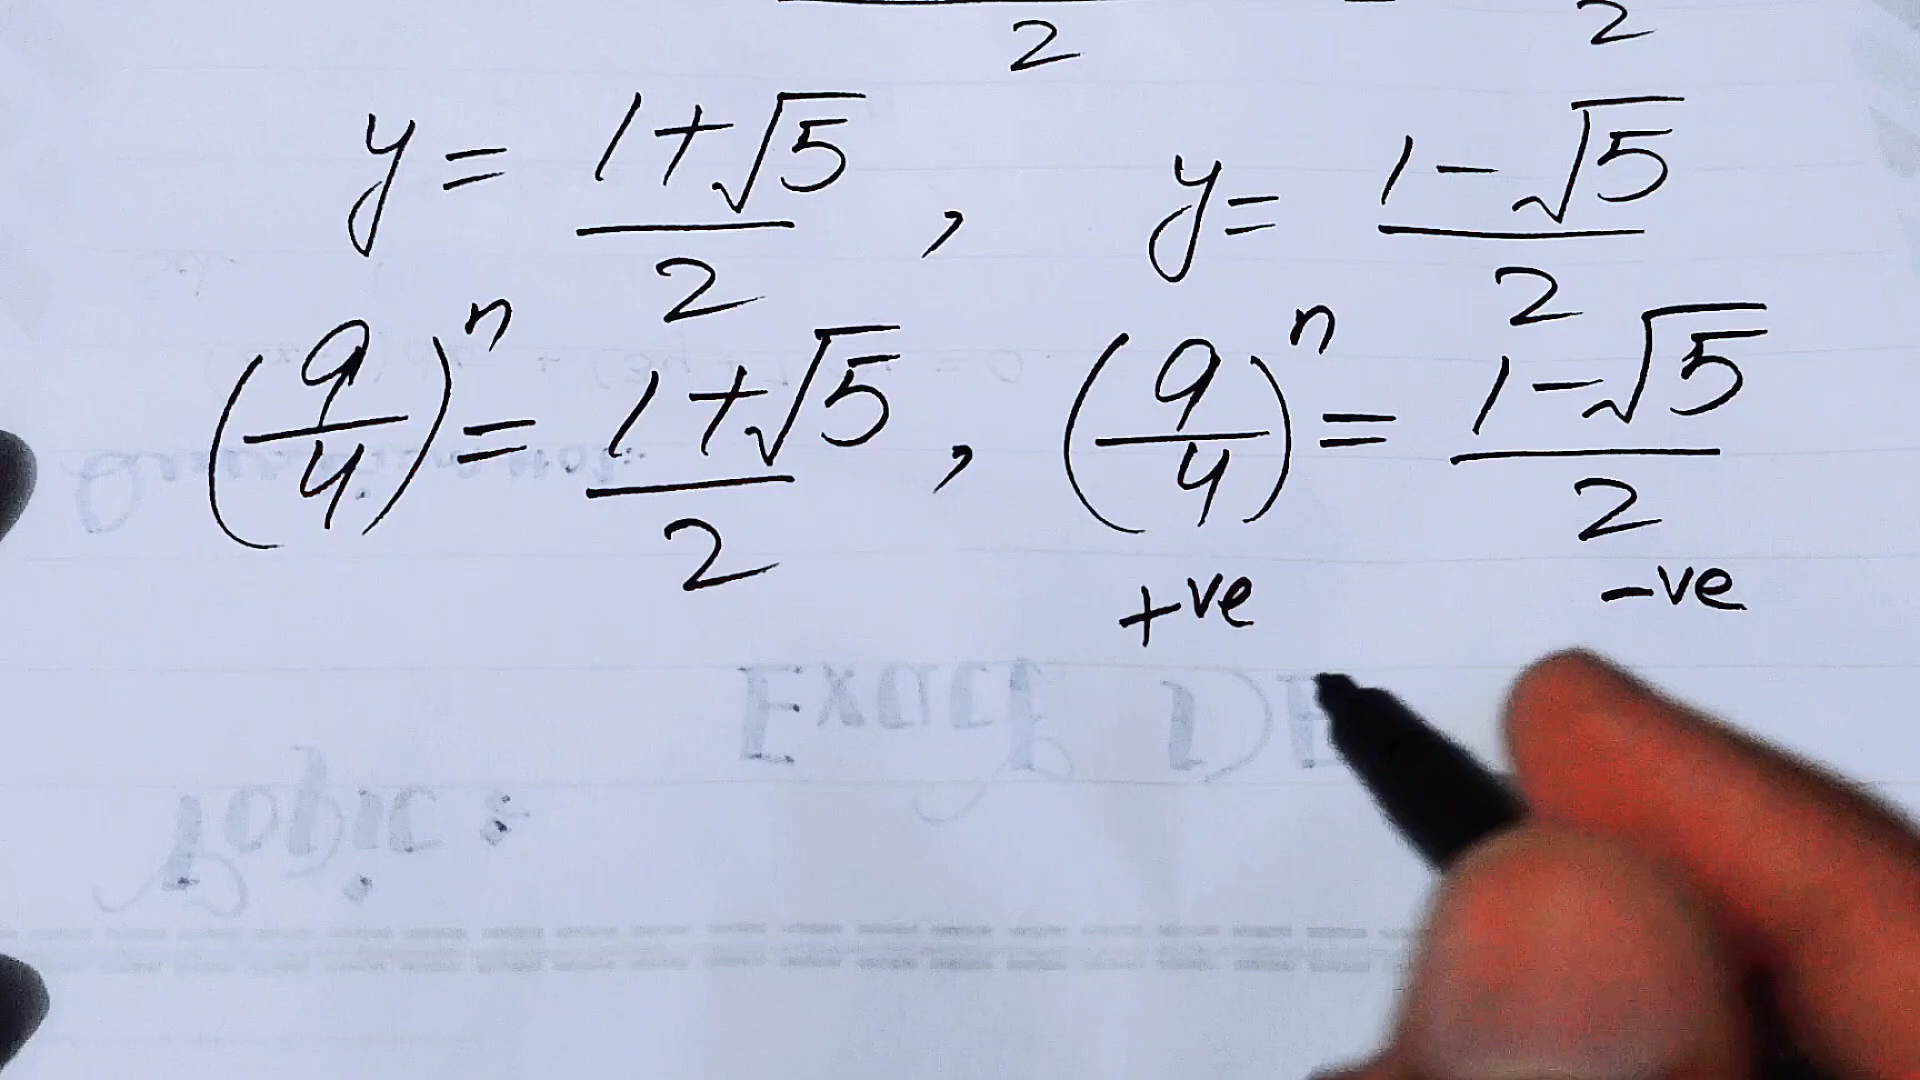 2 2
y = (1+√5)/2 , y = (1-√5)/2
(9/4)^n = (1+√5)/2 , (9/4)^n = (1-√5)/2
+ve -ve